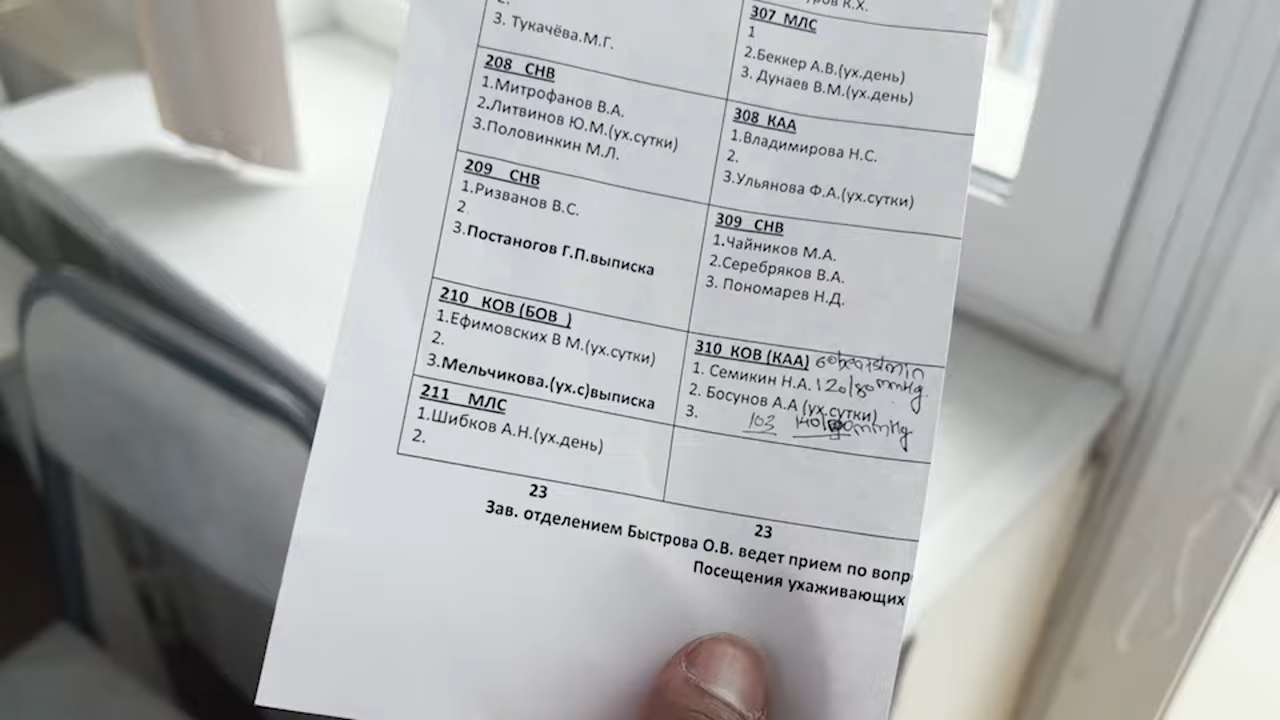 3. Тукачёва.М.Г.
208 СНВ
1.Митрофанов В.А.
2.Литвинов Ю.М.(ух.сутки)
3.Половинкин М.Л.
209 СНВ
1.Ризванов В.С.
2
3.Постаногов Г.П.выписка
210 КОВ (БОВ )
1.Ефимовских В М.(ух.сутки)
2.
3.Мельчикова.(ух.с)выписка
211 МЛС
1.Шибков А.Н.(ух.день)
2.
23
К.Х.
307 МЛС
1
2.Беккер А.В.(ух.день)
3. Дунаев В.М.(ух.день)
308 КАА
1.Владимирова Н.С.
2.
3.Ульянова Ф.А.(ух.сутки)
309 СНВ
1.Чайников М.А.
2.Серебряков В.А.
3. Пономарев Н.Д.
310 КОВ (КАА)
1. Семикин Н.А. 120/80mmHg.
2. Босунов А.А (ух.сутки)
3. 103 mmHg
23
Зав. отделением Быстрова О.В. ведет прием по вопр
Посещения ухаживающих